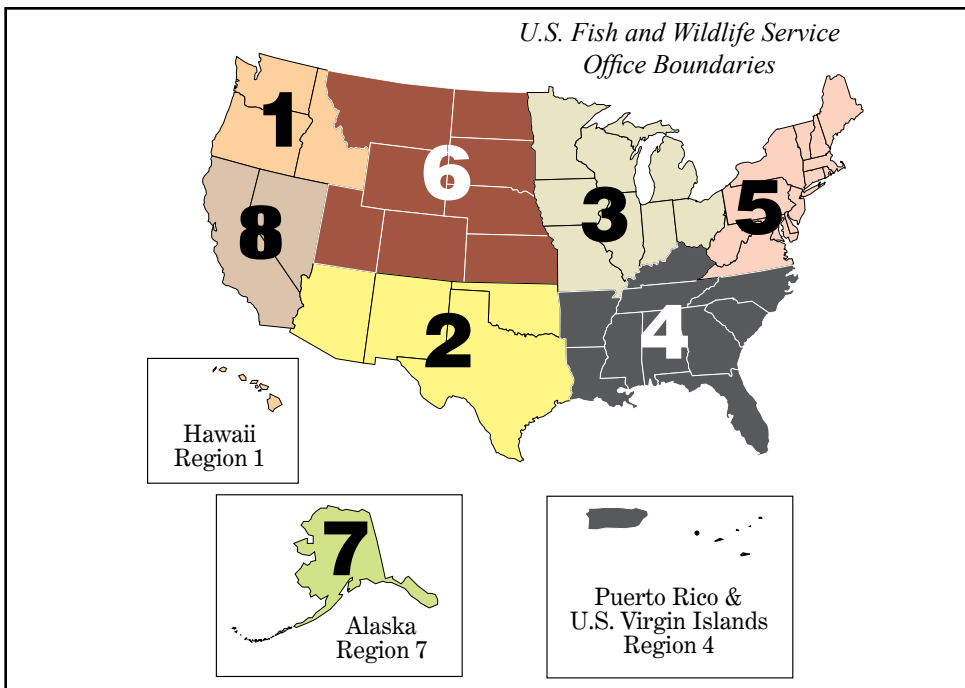 U.S. Fish and Wildlife Service
Office Boundaries
1
6
3
5
8
2
4
Hawaii
Region 1
7
Alaska
Region 7
Puerto Rico &
U.S. Virgin Islands
Region 4